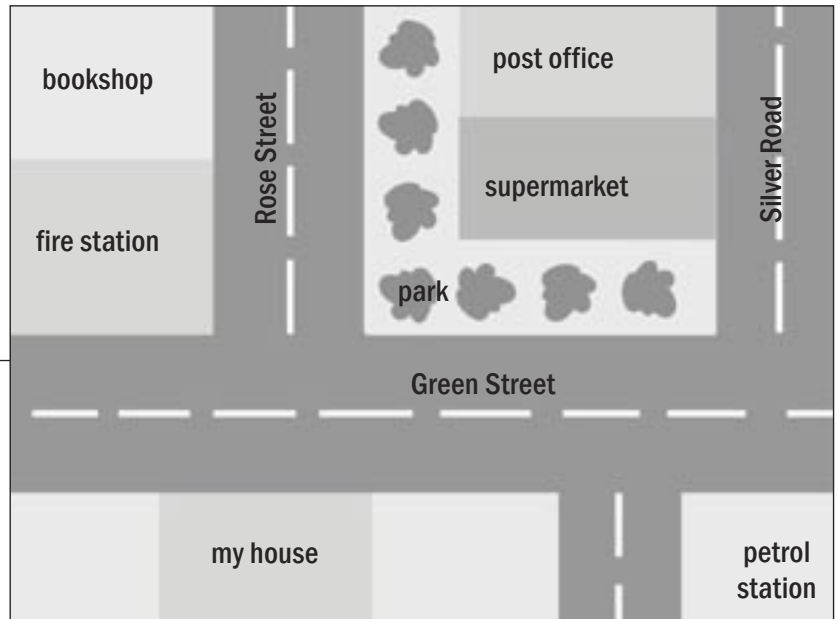 bookshop
post office
Rose Street
Silver Road
supermarket
fire station
park
Green Street
my house
petrol
station